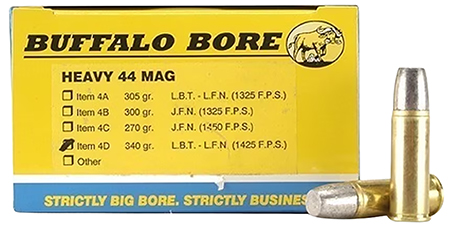 BUFFALO BORE
HEAVY 44 MAG
Item 4A 305 gr. L.B.T. - L.F.N. (1325 F.P.S.)
Item 4B 300 gr. J.F.N. (1325 F.P.S.)
Item 4C 270 gr. J.F.N. (1450 F.P.S.)
Item 4D 340 gr. L.B.T. - L.F.N (1425 F.P.S.)
Other
STRICTLY BIG BORE. STRICTLY BUSINES